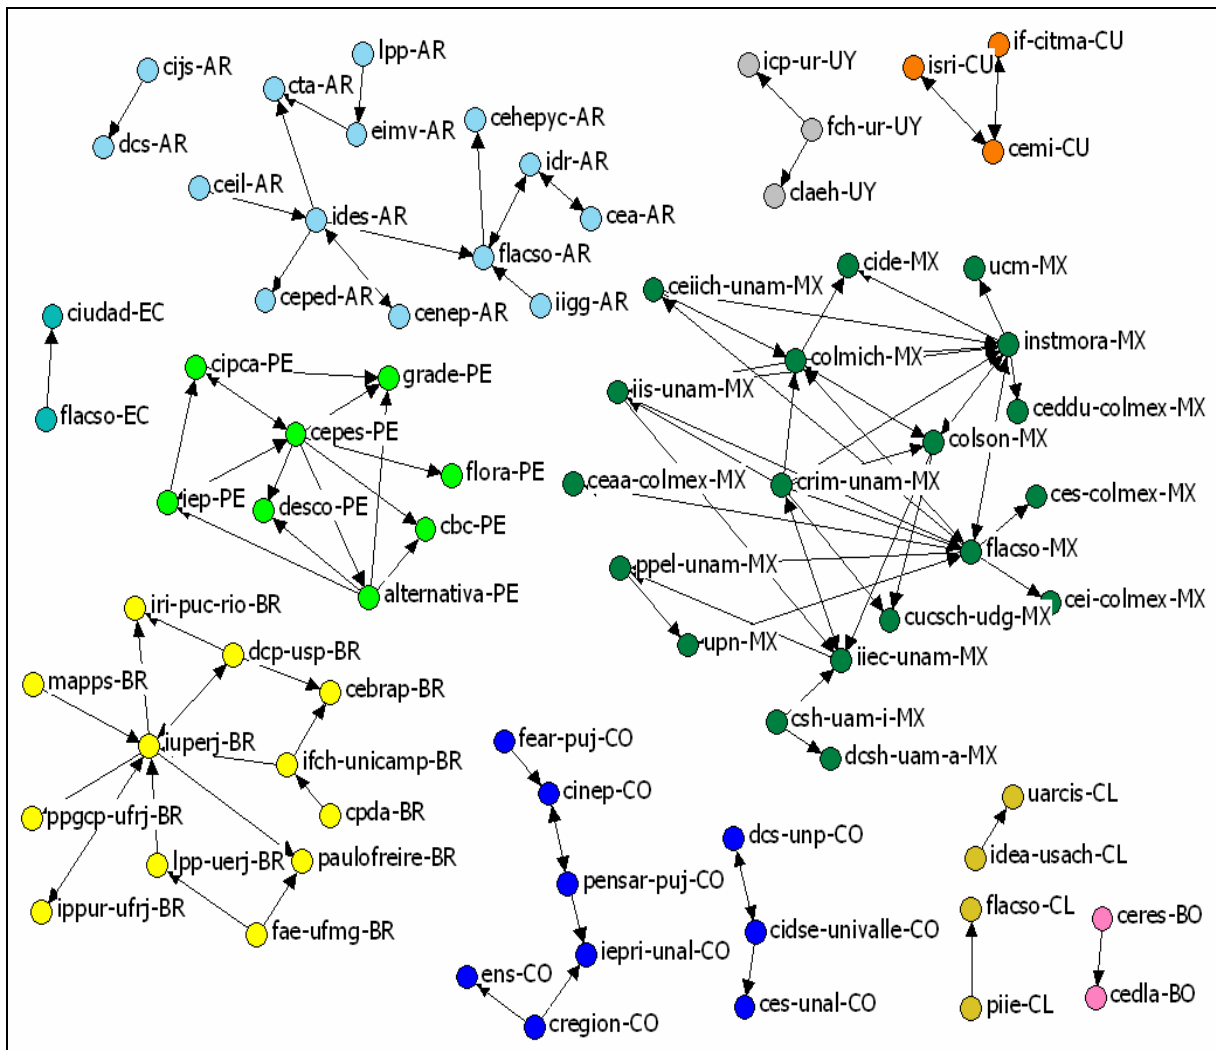 lpp-AR
if-citma-CU
cijs-AR
icp-ur-UY
isri-CU
cta-AR
cehepyc-AR
eimv-AR
fch-ur-UY
dcs-AR
idr-AR
cemi-CU
ceil-AR
claeh-UY
ides-AR
cea-AR
flacso-AR
cide-MX
ucm-MX
ceiich-unam-MX
ceped-AR
cenep-AR
iigg-AR
ciudad-EC
instmora-MX
colmich-MX
cipca-PE
grade-PE
iis-unam-MX
ceddu-colmex-MX
flacso-EC
cepes-PE
colson-MX
flora-PE
ceaa-colmex-MX
crim-unam-MX
ces-colmex-MX
iep-PE
desco-PE
cbc-PE
flacso-MX
ppel-unam-MX
alternativa-PE
cei-colmex-MX
iri-puc-rio-BR
cucsch-udg-MX
upn-MX
dcp-usp-BR
iiec-unam-MX
mapps-BR
cebrap-BR
csh-uam-i-MX
iuperj-BR
fear-puj-CO
ifch-unicamp-BR
dcsh-uam-a-MX
cinep-CO
uarcis-CL
ppgcp-ufrj-BR
cpda-BR
dcs-unp-CO
lpp-uerj-BR
paulofreire-BR
idea-usach-CL
pensar-puj-CO
ippur-ufrj-BR
flacso-CL
ceres-BO
fae-ufmg-BR
cidse-univalle-CO
iepri-unal-CO
ens-CO
cedla-BO
ces-unal-CO
piie-CL
cregion-CO